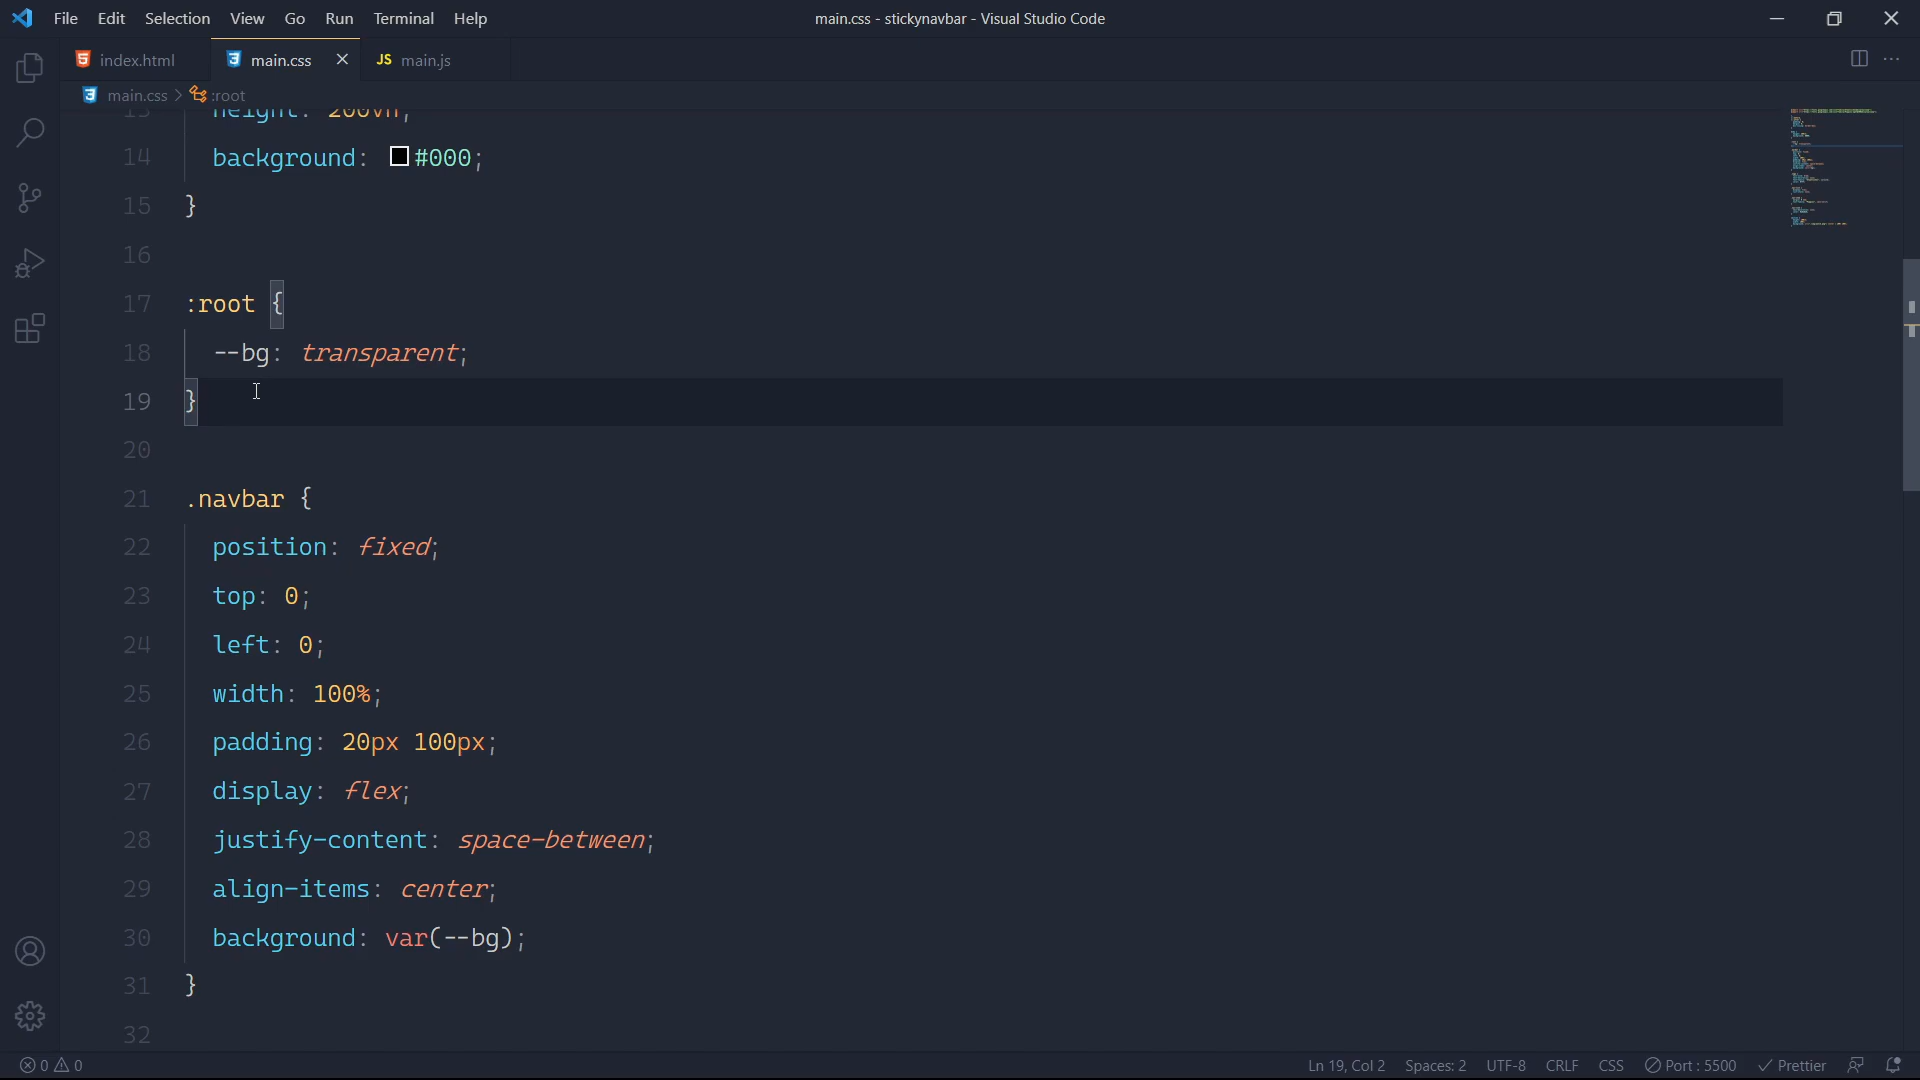 File Edit Selection View Go Run Terminal Help
main.css - stickynavbar - Visual Studio Code
index.html
main.css
JS main.js
main.css > :root
13 height: 200vh;
14 background: #000;
15 }
16
17 :root {
18 --bg: transparent;
19 }
20
21 .navbar {
22 position: fixed;
23 top: 0;
24 left: 0;
25 width: 100%;
26 padding: 20px 100px;
27 display: flex;
28 justify-content: space-between;
29 align-items: center;
30 background: var(--bg);
31 }
32
0 0
Ln 19, Col 2 Spaces: 2 UTF-8 CRLF CSS Port : 5500 Prettier